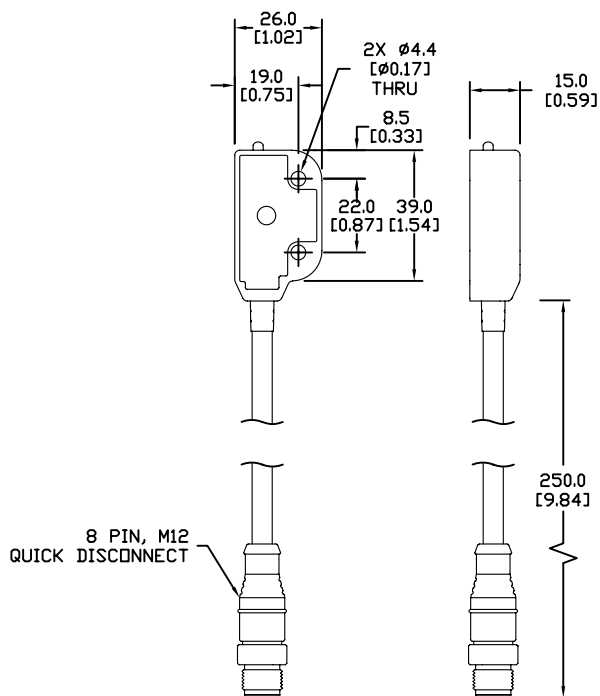 26.0
[1.02]
2X ø4.4
[ø0.17]
THRU
19.0
[0.75]
15.0
[0.59]
8.5
[0.33]
22.0
[0.87]
39.0
[1.54]
250.0
[9.84]
8 PIN, M12
QUICK DISCONNECT